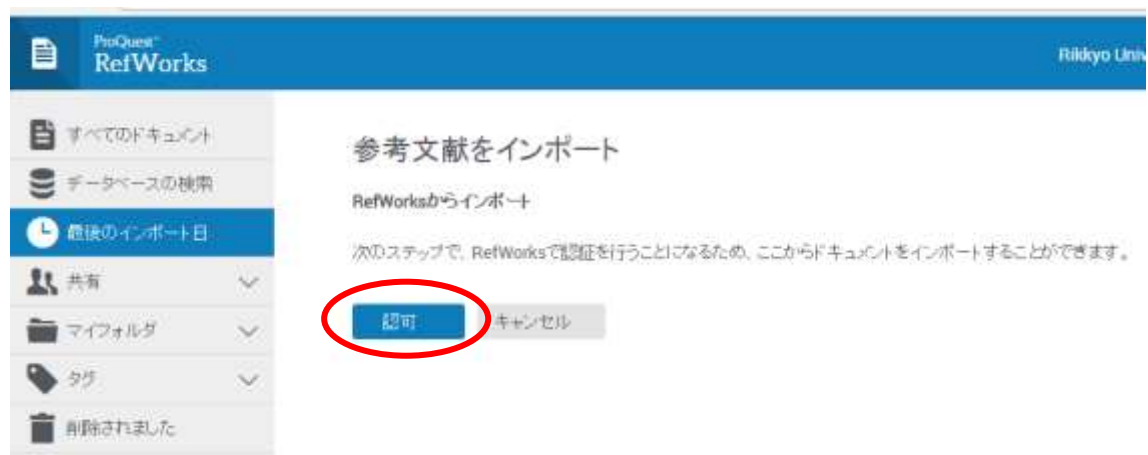 ProQuest
RefWorks
Rikkyo Univ
すべてのドキュメント
データベースの検索
最後のインポート日
共有
マイフォルダ
タグ
削除されました
参考文献をインポート
RefWorksからインポート
次のステップで、RefWorksで認証を行うことになるため、ここからドキュメントをインポートすることができます。
認可
キャンセル